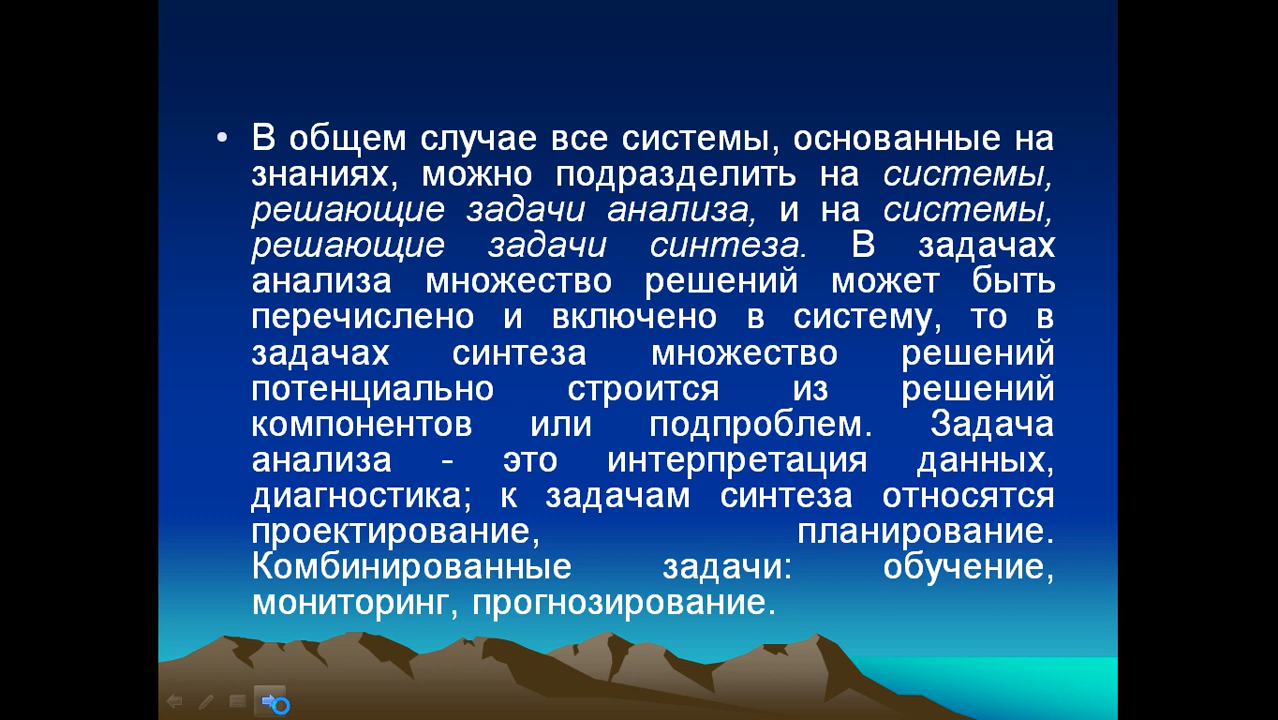 • В общем случае все системы, основанные на
знаниях, можно подразделить на системы,
решающие задачи анализа, и на системы,
решающие задачи синтеза. В задачах
анализа множество решений может быть
перечислено и включено в систему, то в
задачах синтеза множество решений
потенциально строится из решений
компонентов или подпроблем. Задача
анализа - это интерпретация данных,
диагностика; к задачам синтеза относятся
проектирование, планирование.
Комбинированные задачи: обучение,
мониторинг, прогнозирование.